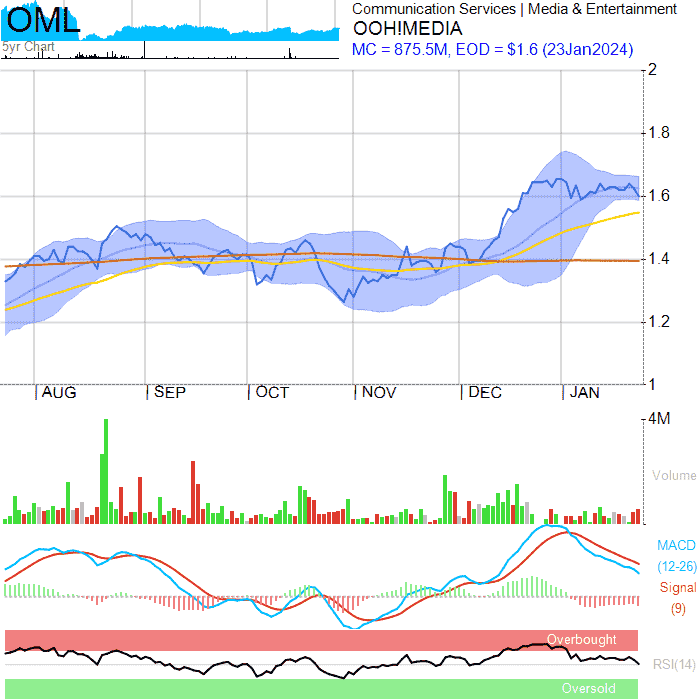 OML
5yr Chart
Communication Services | Media & Entertainment
OOH!MEDIA
MC = 875.5M, EOD = $1.6 (23Jan2024)
2
1.8
1.6
1.4
1.2
1
AUG SEP OCT NOV DEC JAN
4M
Volume
MACD
(12-26)
Signal
(9)
Overbought
RSI(14)
Oversold